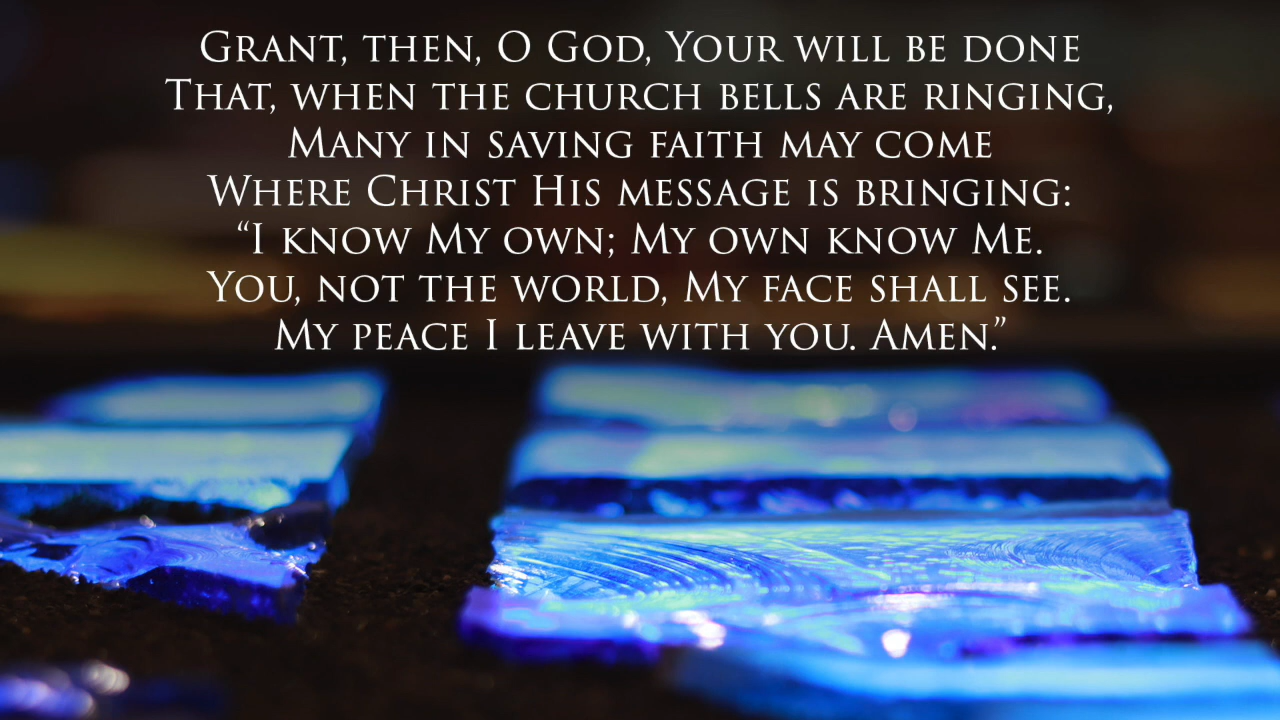 Grant, then, O God, Your will be done
That, when the church bells are ringing,
Many in saving faith may come
Where Christ His message is bringing:
“I know My own; My own know Me.
You, not the world, My face shall see.
My peace I leave with you. Amen.”